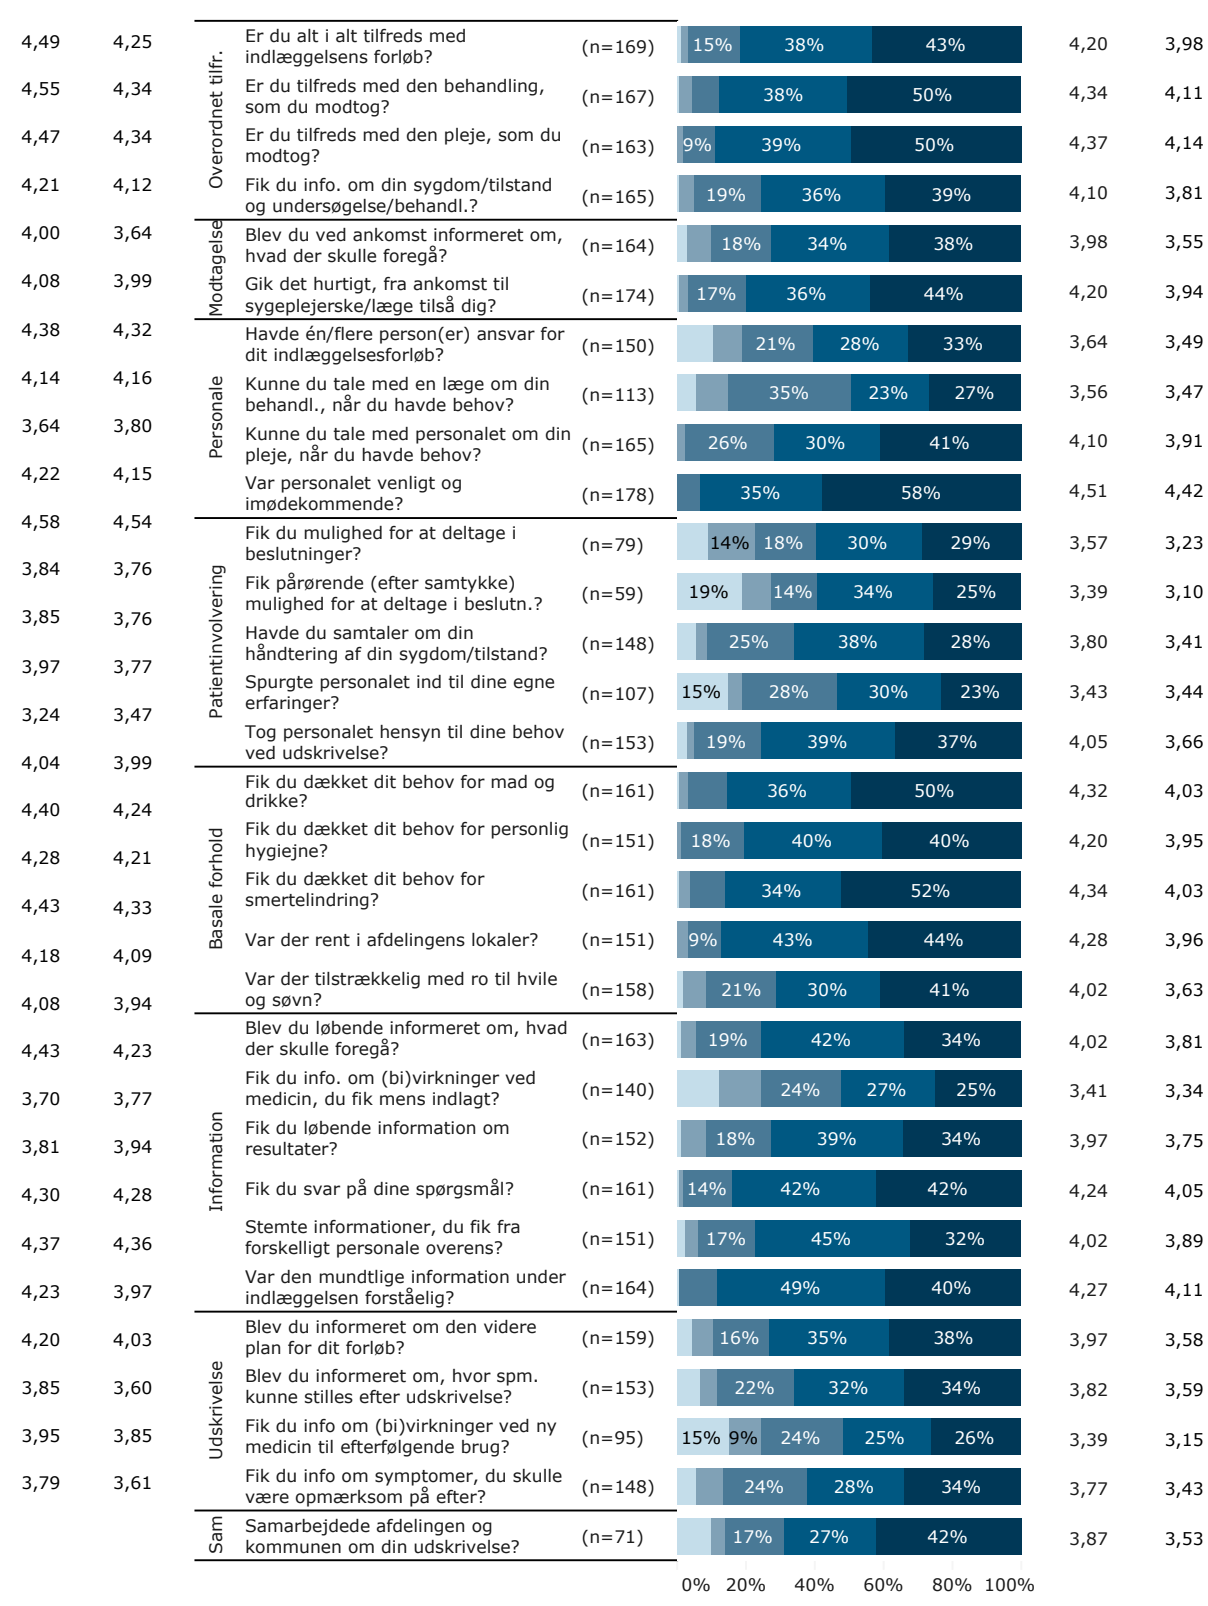 4,49 4,25 Er du alt i alt tilfreds med
indlæggelsens forløb? (n=169) 15% 38% 43% 4,20 3,98
4,55 4,34 Er du tilfreds med den behandling,
som du modtog? (n=167) 38% 50% 4,34 4,11
4,47 4,34 Er du tilfreds med den pleje, som du
modtog? (n=163) 9% 39% 50% 4,37 4,14
4,21 4,12 Fik du info. om din sygdom/tilstand
og undersøgelse/behandl.? (n=165) 19% 36% 39% 4,10 3,81
Overordnet tilfr.
4,00 3,64 Blev du ved ankomst informeret om,
hvad der skulle foregå? (n=164) 18% 34% 38% 3,98 3,55
4,08 3,99 Gik det hurtigt, fra ankomst til
sygeplejerske/læge tilså dig? (n=174) 17% 36% 44% 4,20 3,94
Modtagelse
4,38 4,32 Havde én/flere person(er) ansvar for
dit indlæggelsesforløb? (n=150) 21% 28% 33% 3,64 3,49
4,14 4,16 Kunne du tale med en læge om din
behandl., når du havde behov? (n=113) 35% 23% 27% 3,56 3,47
3,64 3,80 Kunne du tale med personalet om din
pleje, når du havde behov? (n=165) 26% 30% 41% 4,10 3,91
4,22 4,15 Var personalet venligt og
imødekommende? (n=178) 35% 58% 4,51 4,42
Personale
4,58 4,54 Fik du mulighed for at deltage i
beslutninger? (n=79) 14% 18% 30% 29% 3,57 3,23
3,84 3,76 Fik pårørende (efter samtykke)
mulighed for at deltage i beslutn.? (n=59) 19% 14% 34% 25% 3,39 3,10
3,85 3,76 Havde du samtaler om din
håndtering af din sygdom/tilstand? (n=148) 25% 38% 28% 3,80 3,41
3,97 3,77 Spurgte personalet ind til dine egne
erfaringer? (n=107) 15% 28% 30% 23% 3,43 3,44
3,24 3,47 Tog personalet hensyn til dine behov
ved udskrivelse? (n=153) 19% 39% 37% 4,05 3,66
Patientinvolvering
4,04 3,99 Fik du dækket dit behov for mad og
drikke? (n=161) 36% 50% 4,32 4,03
4,40 4,24 Fik du dækket dit behov for personlig
hygiejne? (n=151) 18% 40% 40% 4,20 3,95
4,28 4,21 Fik du dækket dit behov for
smertelindring? (n=161) 34% 52% 4,34 4,03
4,43 4,33 Var der rent i afdelingens lokaler? (n=151) 9% 43% 44% 4,28 3,96
4,18 4,09 Var der tilstrækkelig med ro til hvile
og søvn? (n=158) 21% 30% 41% 4,02 3,63
Basale forhold
4,08 3,94 Blev du løbende informeret om, hvad
der skulle foregå? (n=163) 19% 42% 34% 4,02 3,81
4,43 4,23 Fik du info. om (bi)virkninger ved
medicin, du fik mens indlagt? (n=140) 24% 27% 25% 3,41 3,34
3,70 3,77 Fik du løbende information om
resultater? (n=152) 18% 39% 34% 3,97 3,75
3,81 3,94 Fik du svar på dine spørgsmål? (n=161) 14% 42% 42% 4,24 4,05
4,30 4,28 Stemte informationer, du fik fra
forskelligt personale overens? (n=151) 17% 45% 32% 4,02 3,89
4,37 4,36 Var den mundtlige information under
indlæggelsen forståelig? (n=164) 49% 40% 4,27 4,11
Information
4,23 3,97 Blev du informeret om den videre
plan for dit forløb? (n=159) 16% 35% 38% 3,97 3,58
4,20 4,03 Blev du informeret om, hvor spm.
kunne stilles efter udskrivelse? (n=153) 22% 32% 34% 3,82 3,59
3,85 3,60 Fik du info om (bi)virkninger ved ny
medicin til efterfølgende brug? (n=95) 15% 9% 24% 25% 26% 3,39 3,15
3,95 3,85 Fik du info om symptomer, du skulle
være opmærksom på efter? (n=148) 24% 28% 34% 3,77 3,43
Udskrivelse
3,79 3,61 Samarbejdede afdelingen og
kommunen om din udskrivelse? (n=71) 17% 27% 42% 3,87 3,53
Sam
0% 20% 40% 60% 80% 100%